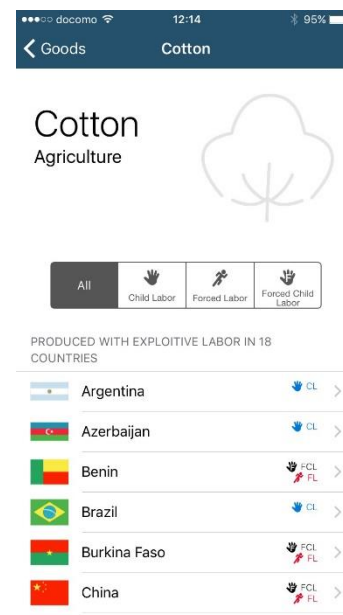 docomo 12:14 95%
Goods Cotton
Cotton
Agriculture
All
Child Labor
Forced Labor
Forced Child
Labor
PRODUCED WITH EXPLOITIVE LABOR IN 18
COUNTRIES
Argentina CL
Azerbaijan CL
Benin FCL
FL
Brazil CL
Burkina Faso FCL
FL
China FCL
FL